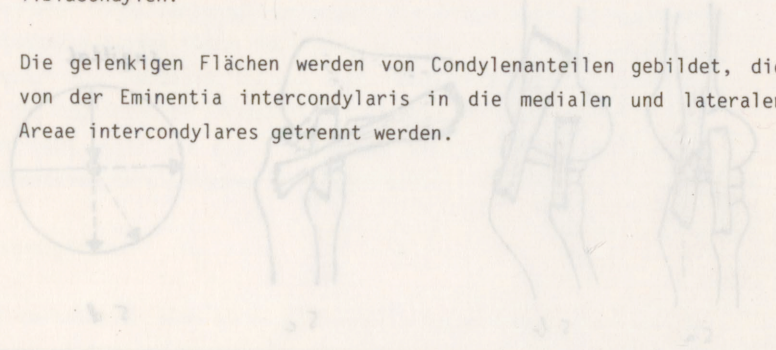 Die gelenkigen Flächen werden von Condylenanteilen gebildet, die
von der Eminentia intercondylaris in die medialen und lateralen
Areae intercondylares getrennt werden.